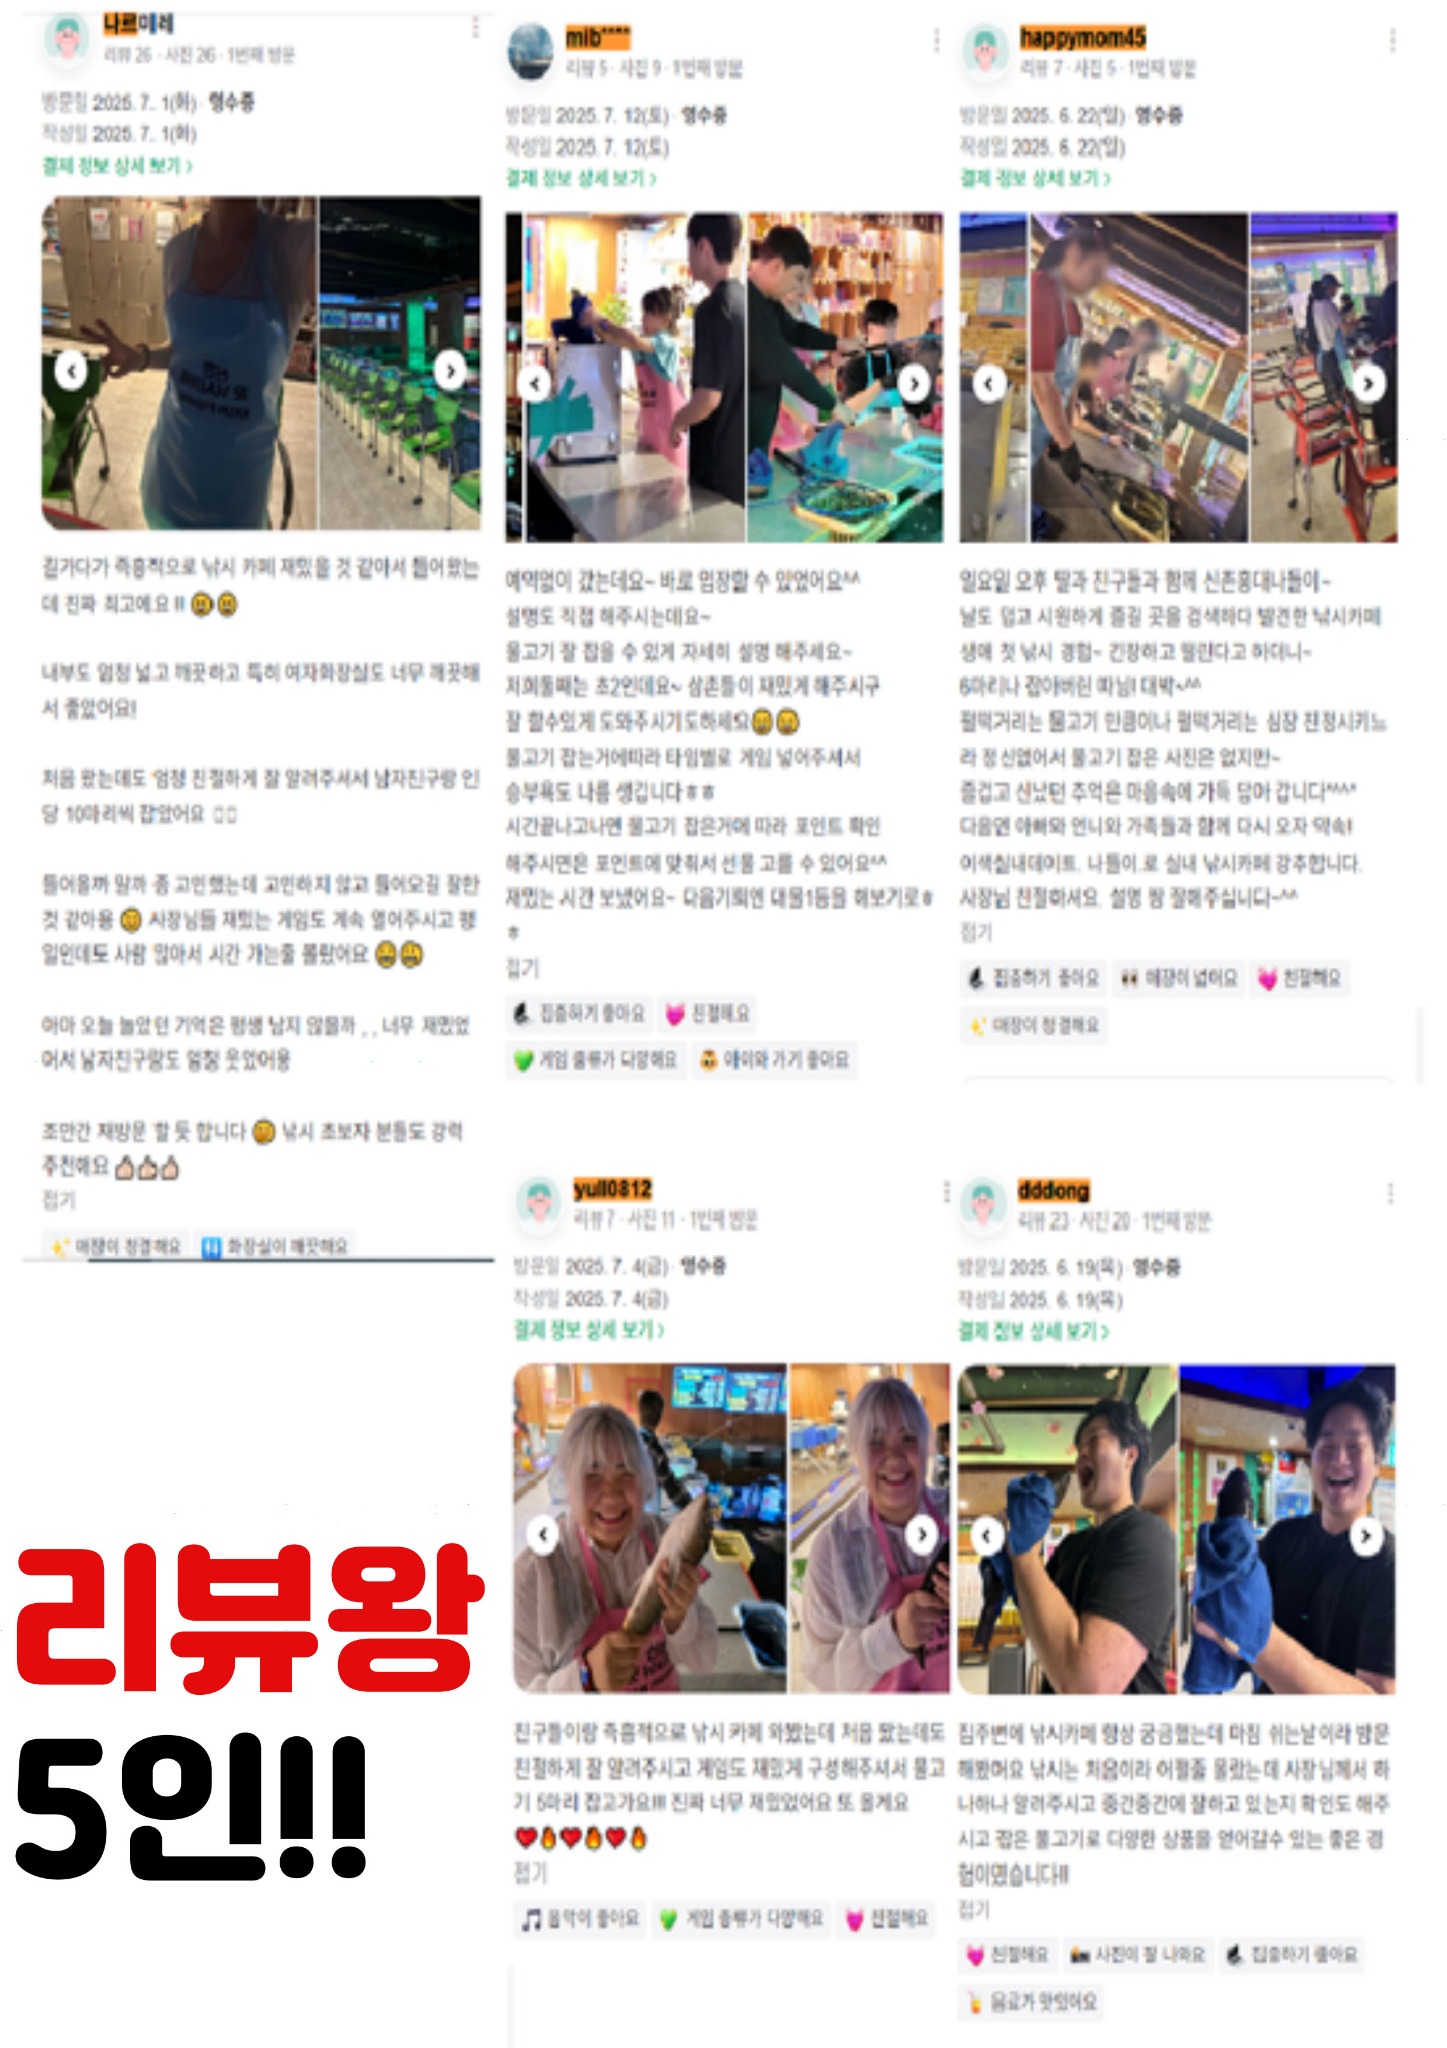 나르미레
리뷰 26 · 사진 26 · 1번째 방문
방문일 2025. 7. 1(화) · 영수증
작성일 2025. 7. 1(화)
결제 정보 상세 보기 >
길가다가 즉흥적으로 낚시 카페 재밌을 것 같아서 들어왔는
데 진짜 최고에요!!
내부도 엄청 넓고 깨끗하고 특히 여자화장실도 너무 깨끗해
서 좋았어요!
처음 왔는데도 엄청 친절하게 잘 알려주셔서 남자친구랑 인
당 10마리씩 잡았어요
들어올까 말까 좀 고민했는데 고민하지 않고 들어오길 잘한
것 같아용 사장님들 재밌는 게임도 계속 열어주시고 평
일인데도 사람 많아서 시간 가는줄 몰랐어요
아마 오늘 놀았던 기억은 평생 남지 않을까 , , 너무 재밌었
어서 남자친구랑도 엄청 웃었어용
조만간 재방문 할 듯 합니다 낚시 초보자 분들도 강력
추천해요 👍👍👍
접기
✨ 매장이 청결해요 🚻 화장실이 깨끗해요
mib****
리뷰 5 · 사진 9 · 1번째 방문
방문일 2025. 7. 12(토) · 영수증
작성일 2025. 7. 12(토)
결제 정보 상세 보기 >
예약없이 갔는데요~ 바로 입장할 수 있었어요^^
설명도 직접 해주시는데요~
물고기 잘 잡을 수 있게 자세히 설명 해주세요~
저희둘째는 초2인데요~ 삼촌들이 재밌게 해주시구
잘 할수있게 도와주시기도하세요
물고기 잡는거에따라 타임별로 게임 넣어주셔서
승부욕도 나름 생깁니다ㅎㅎ
시간끝나고나면 물고기 잡은거에 따라 포인트 확인
해주시면은 포인트에 맞춰서 선물 고를 수 있어요^^
재밌는 시간 보냈어요~ 다음기회엔 대물1등을 해보기로ㅎ
ㅎ
접기
집중하기 좋아요 💓 친절해요
💚 게임 종류가 다양해요 👶 아이와 가기 좋아요
happymom45
리뷰 7 · 사진 5 · 1번째 방문
방문일 2025. 6. 22(일) · 영수증
작성일 2025. 6. 22(일)
결제 정보 상세 보기 >
일요일 오후 딸과 친구들과 함께 신촌홍대나들이~
날도 덥고 시원하게 즐길 곳을 검색하다 발견한 낚시카페
생애 첫 낚시 경험~ 긴장하고 떨린다고 하더니~
6마리나 잡아버린 따님! 대박~^^
펄떡거리는 물고기 만큼이나 펄떡거리는 심장 진정시키느
라 정신없어서 물고기 잡은 사진은 없지만~
즐겁고 신났던 추억은 마음속에 가득 담아 갑니다^^^^
다음엔 아빠와 언니와 가족들과 함께 다시 오자 약속!
이색실내데이트. 나들이.로 실내 낚시카페 강추합니다.
사장님 친절하셔요. 설명 짱 잘해주십니다~^^
접기
집중하기 좋아요 👀 매장이 넓어요 💓 친절해요
✨ 매장이 청결해요
yull0812
리뷰 7 · 사진 11 · 1번째 방문
방문일 2025. 7. 4(금) · 영수증
작성일 2025. 7. 4(금)
결제 정보 상세 보기 >
친구들이랑 즉흥적으로 낚시 카페 와봤는데 처음 왔는데도
친절하게 잘 알려주시고 게임도 재밌게 구성해주셔서 물고
기 5마리 잡고가요!!! 진짜 너무 재밌었어요 또 올게요
❤️🔥❤️🔥❤️🔥
접기
🎵 음악이 좋아요 💚 게임 종류가 다양해요 💓 친절해요
dddong
리뷰 23 · 사진 20 · 1번째 방문
방문일 2025. 6. 19(목) · 영수증
작성일 2025. 6. 19(목)
결제 정보 상세 보기 >
집주변에 낚시카페 항상 궁금했는데 마침 쉬는날이라 방문
해봤어요 낚시는 처음이라 어쩔줄 몰랐는데 사장님께서 하
나하나 알려주시고 중간중간에 잘하고 있는지 확인도 해주
시고 잡은 물고기로 다양한 상품을 얻어갈수 있는 좋은 경
험이였습니다!!
접기
💓 친절해요 📸 사진이 잘 나와요 집중하기 좋아요
🍹 음료가 맛있어요
리뷰왕
5인!!!